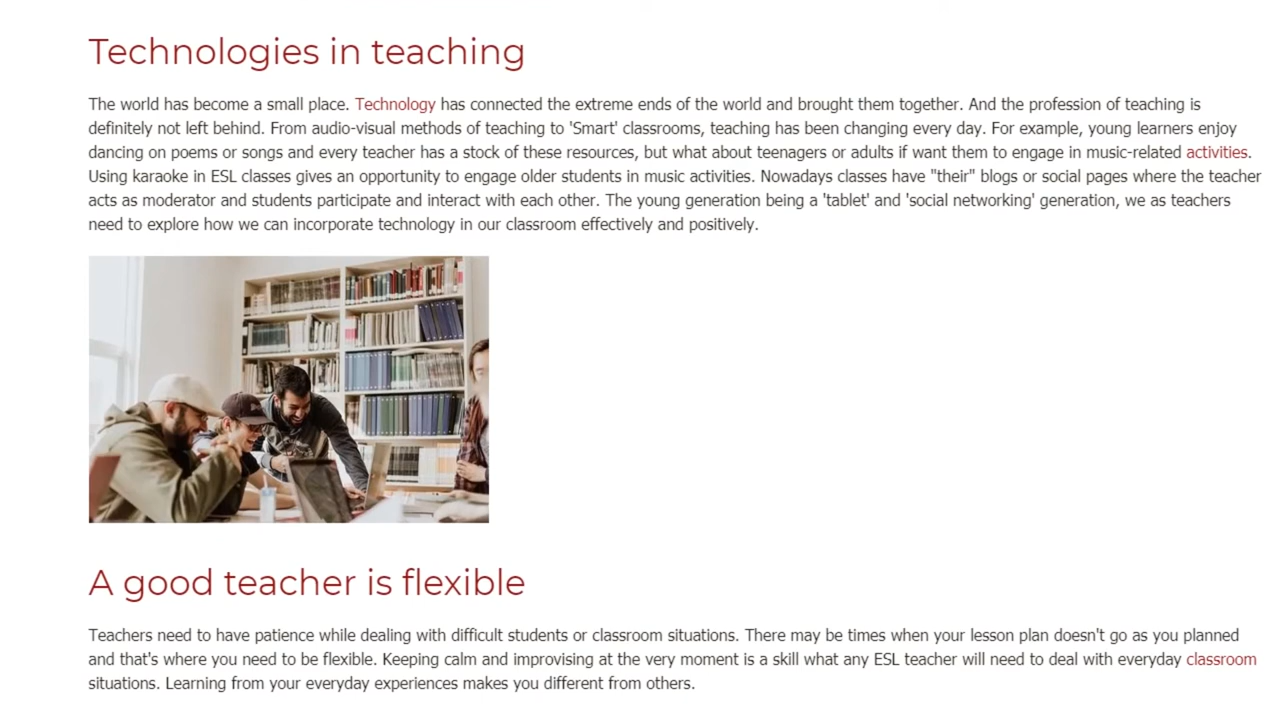 Technologies in teaching
The world has become a small place. Technology has connected the extreme ends of the world and brought them together. And the profession of teaching is
definitely not left behind. From audio-visual methods of teaching to 'Smart' classrooms, teaching has been changing every day. For example, young learners enjoy
dancing on poems or songs and every teacher has a stock of these resources, but what about teenagers or adults if want them to engage in music-related activities.
Using karaoke in ESL classes gives an opportunity to engage older students in music activities. Nowadays classes have "their" blogs or social pages where the teacher
acts as moderator and students participate and interact with each other. The young generation being a 'tablet' and 'social networking' generation, we as teachers
need to explore how we can incorporate technology in our classroom effectively and positively.
A good teacher is flexible
Teachers need to have patience while dealing with difficult students or classroom situations. There may be times when your lesson plan doesn't go as you planned
and that's where you need to be flexible. Keeping calm and improvising at the very moment is a skill what any ESL teacher will need to deal with everyday classroom
situations. Learning from your everyday experiences makes you different from others.